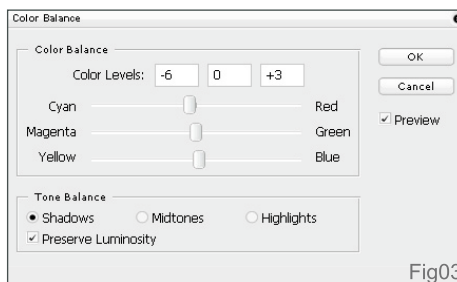 Color Balance
Color Balance
Color Levels: -6 0 +3
Cyan Red
Magenta Green
Yellow Blue
Tone Balance
Shadows Midtones Highlights
Preserve Luminosity
OK
Cancel
Preview
Fig03